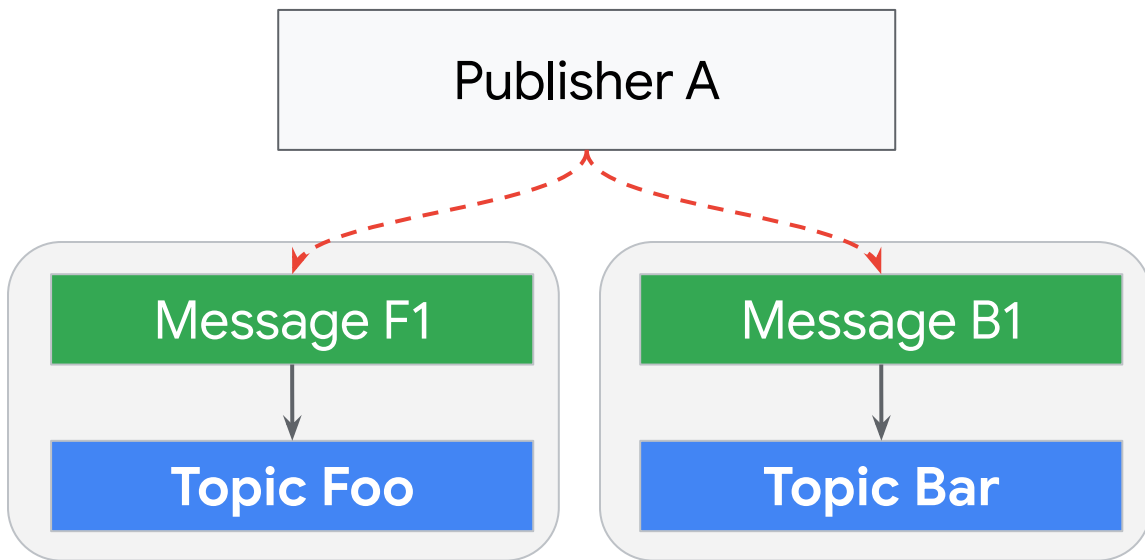 Publisher A
Message F1
Message B1
Topic Foo
Topic Bar